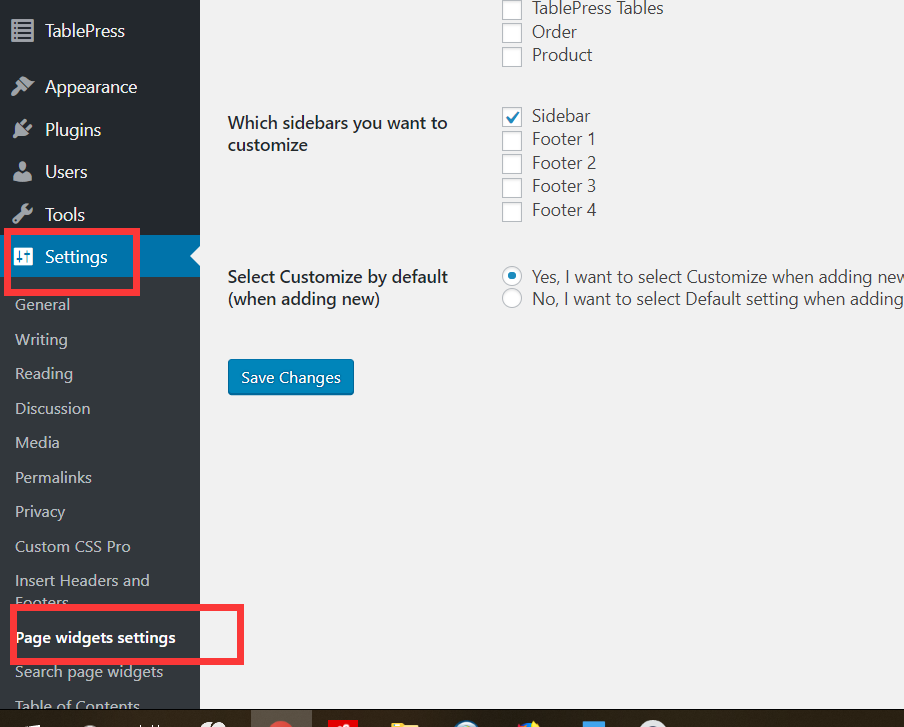 TablePress
Appearance
Plugins
Users
Tools
Settings
General
Writing
Reading
Discussion
Media
Permalinks
Privacy
Custom CSS Pro
Insert Headers and
Footers
Page widgets settings
Search page widgets
Table of Contents
TablePress Tables
Order
Product
Which sidebars you want to
customize
Sidebar
Footer 1
Footer 2
Footer 3
Footer 4
Select Customize by default
(when adding new)
Yes, I want to select Customize when adding new
No, I want to select Default setting when adding
Save Changes